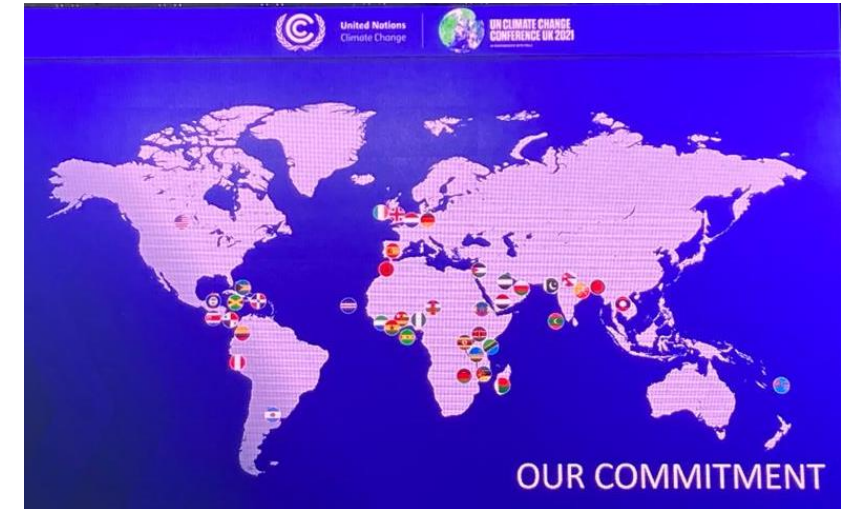 United Nations
Climate Change
UN CLIMATE CHANGE
CONFERENCE UK 2021
OUR COMMITMENT